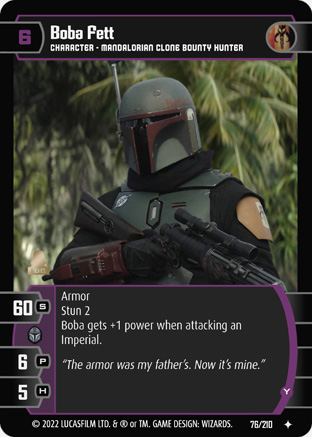 6
Boba Fett
CHARACTER - MANDALORIAN CLONE BOUNTY HUNTER
60 S
Armor
Stun 2
Boba gets +1 power when attacking an
Imperial.
6 P
"The armor was my father's. Now it's mine."
5 H
Y
© 2022 LUCASFILM LTD. & ® or TM. GAME DESIGN: WIZARDS.
76/210